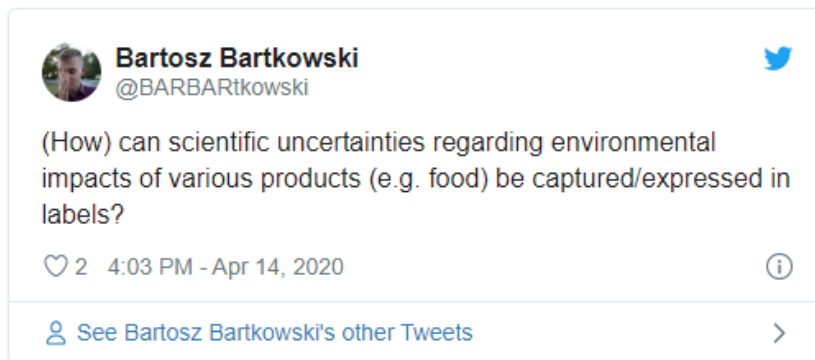 Bartosz Bartkowski
@BARBARtkowski
(How) can scientific uncertainties regarding environmental
impacts of various products (e.g. food) be captured/expressed in
labels?
2 4:03 PM - Apr 14, 2020
See Bartosz Bartkowski's other Tweets